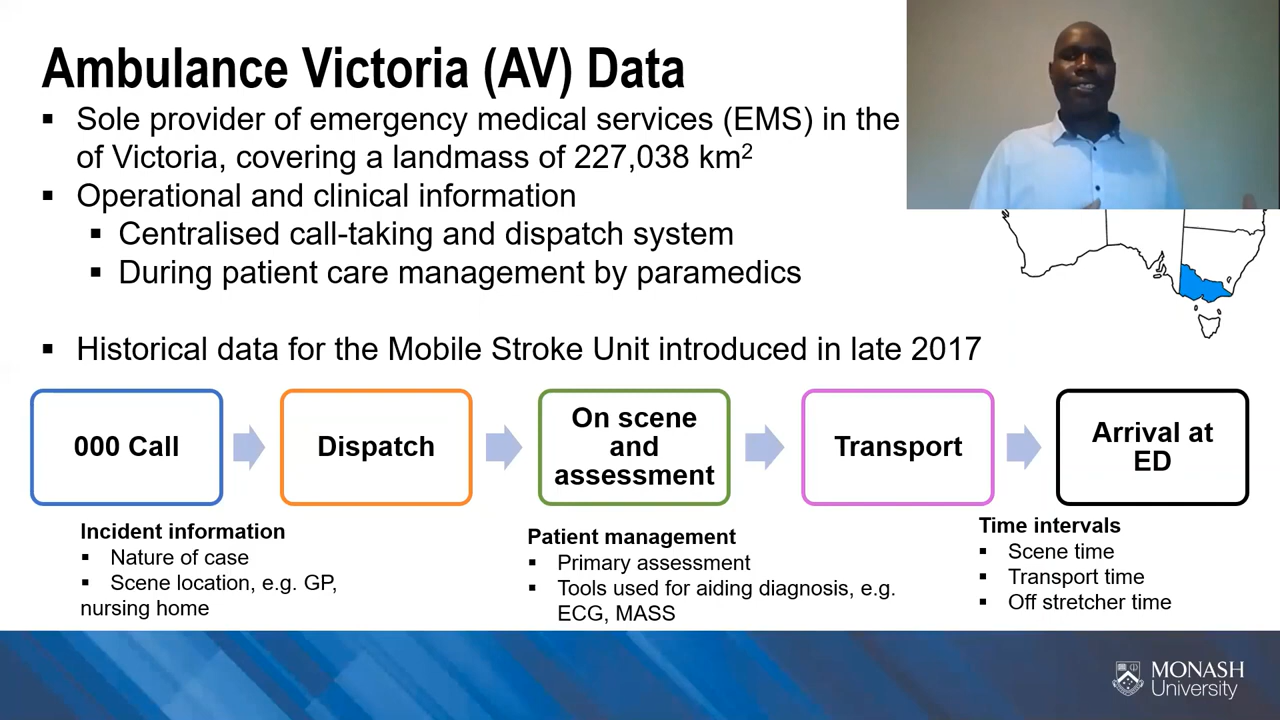 Ambulance Victoria (AV) Data
▪ Sole provider of emergency medical services (EMS) in the
of Victoria, covering a landmass of 227,038 km²
▪ Operational and clinical information
▪ Centralised call-taking and dispatch system
▪ During patient care management by paramedics
▪ Historical data for the Mobile Stroke Unit introduced in late 2017
000 Call
Dispatch
On scene
and
assessment
Transport
Arrival at
ED
Incident information
▪ Nature of case
▪ Scene location, e.g. GP,
nursing home
Patient management
▪ Primary assessment
▪ Tools used for aiding diagnosis, e.g.
ECG, MASS
Time intervals
▪ Scene time
▪ Transport time
▪ Off stretcher time
MONASH
University